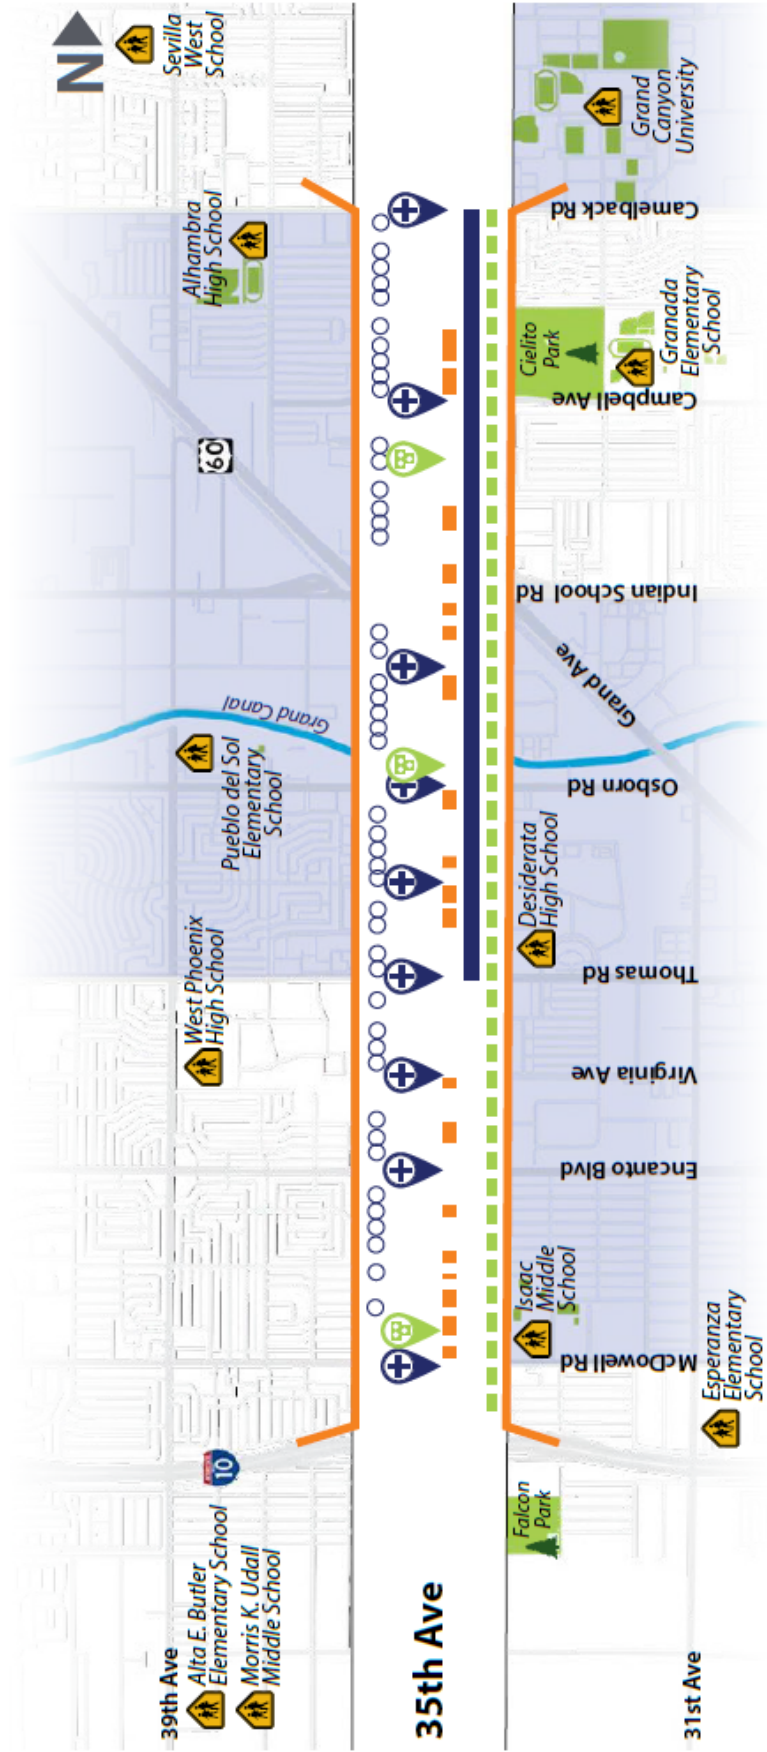 N
Sevilla
West
School
Grand
Canyon
University
Camelback Rd
Alhambra
High School
Cielito
Park
Granada
Elementary
School
Campbell Ave
60
Indian School Rd
Grand Ave
Grand Canal
Pueblo del Sol
Elementary
School
Osborn Rd
Desiderata
High School
West Phoenix
High School
Thomas Rd
Virginia Ave
Encanto Blvd
Isaac
Middle
School
McDowell Rd
Esperanza
Elementary
School
10
Falcon
Park
Alta E. Butler
Elementary School
Morris K. Udall
Middle School
39th Ave
35th Ave
31st Ave